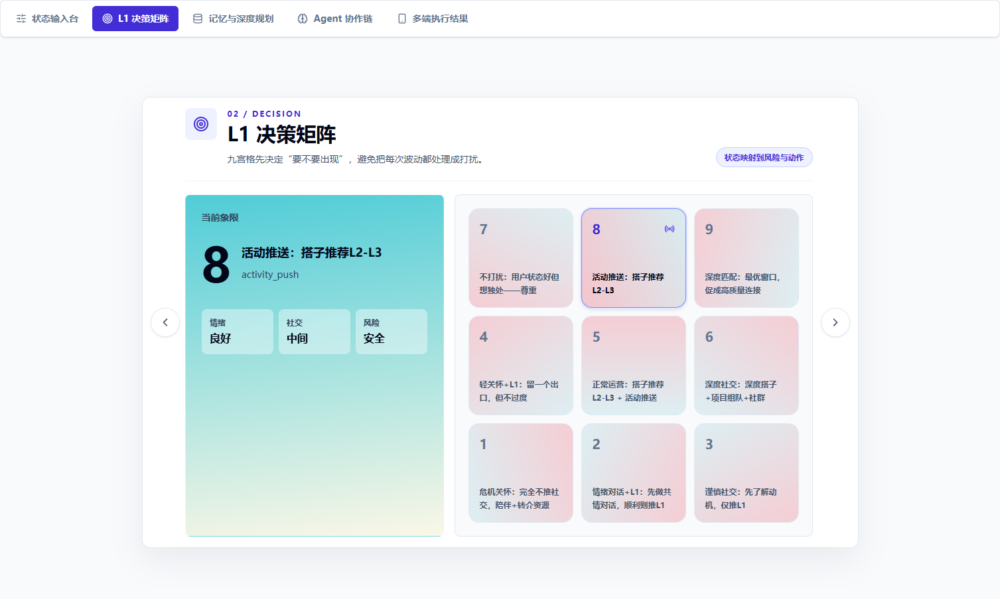 状态输入台
L1 决策矩阵
记忆与深度规划
Agent 协作链
多端执行结果
02 / DECISION
L1 决策矩阵
九宫格先决定“要不要出现”，避免把每次波动都处理成打扰。
状态映射到风险与动作
当前象限
8
活动推送：搭子推荐L2-L3
activity_push
情绪
良好
社交
中间
风险
安全
7
不打扰：用户状态好但
想独处——尊重
8
活动推送：搭子推荐
L2-L3
9
深度匹配：最优窗口，
促成高质量连接
4
轻关怀+L1：留一个出
口，但不过度
5
正常运营：搭子推荐
L2-L3 + 活动推送
6
深度社交：深度搭子
+项目组队+社群
1
危机关怀：完全不推社
交，陪伴+转介资源
2
情绪对话+L1：先做共
情对话，顺利则推L1
3
谨慎社交：先了解动
机，仅推L1